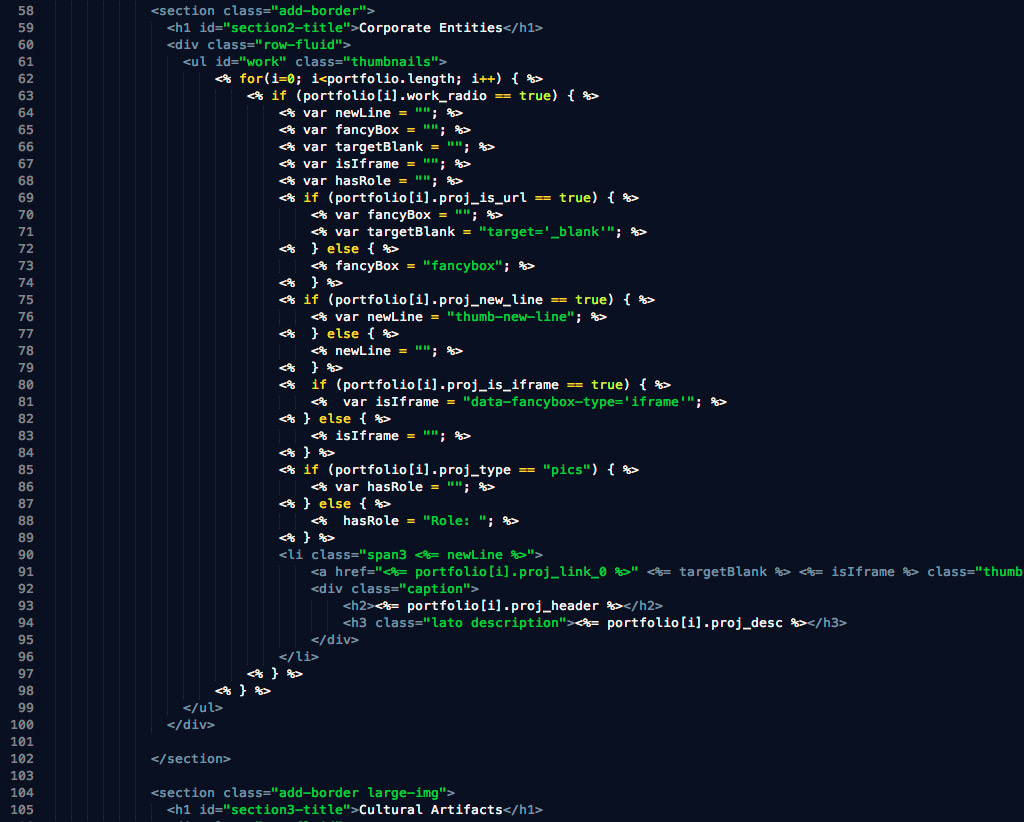 58 <section class="add-border">
59 <h1 id="section2-title">Corporate Entities</h1>
60 <div class="row-fluid">
61 <ul id="work" class="thumbnails">
62 <% for(i=0; i<portfolio.length; i++) { %>
63 <% if (portfolio[i].work_radio == true) { %>
64 <% var newLine = ""; %>
65 <% var fancyBox = ""; %>
66 <% var targetBlank = ""; %>
67 <% var isIframe = ""; %>
68 <% var hasRole = ""; %>
69 <% if (portfolio[i].proj_is_url == true) { %>
70 <% var fancyBox = ""; %>
71 <% var targetBlank = "target='_blank'"; %>
72 <%  } else { %>
73 <% fancyBox = "fancybox"; %>
74 <%  } %>
75 <% if (portfolio[i].proj_new_line == true) { %>
76 <% var newLine = "thumb-new-line"; %>
77 <%  } else { %>
78 <% newLine = ""; %>
79 <%  } %>
80 <%  if (portfolio[i].proj_is_iframe == true) { %>
81 <%  var isIframe = "data-fancybox-type='iframe'"; %>
82 <% } else { %>
83 <% isIframe = ""; %>
84 <% } %>
85 <% if (portfolio[i].proj_type == "pics") { %>
86 <% var hasRole = ""; %>
87 <% } else { %>
88 <%  hasRole = "Role: "; %>
89 <% } %>
90 <li class="span3 <%= newLine %>">
91 <a href="<%= portfolio[i].proj_link_0 %>" <%= targetBlank %> <%= isIframe %> class="thumb
92 <div class="caption">
93 <h2><%= portfolio[i].proj_header %></h2>
94 <h3 class="lato description"><%= portfolio[i].proj_desc %></h3>
95 </div>
96 </li>
97 <% } %>
98 <% } %>
99 </ul>
100 </div>
101
102 </section>
103
104 <section class="add-border large-img">
105 <h1 id="section3-title">Cultural Artifacts</h1>